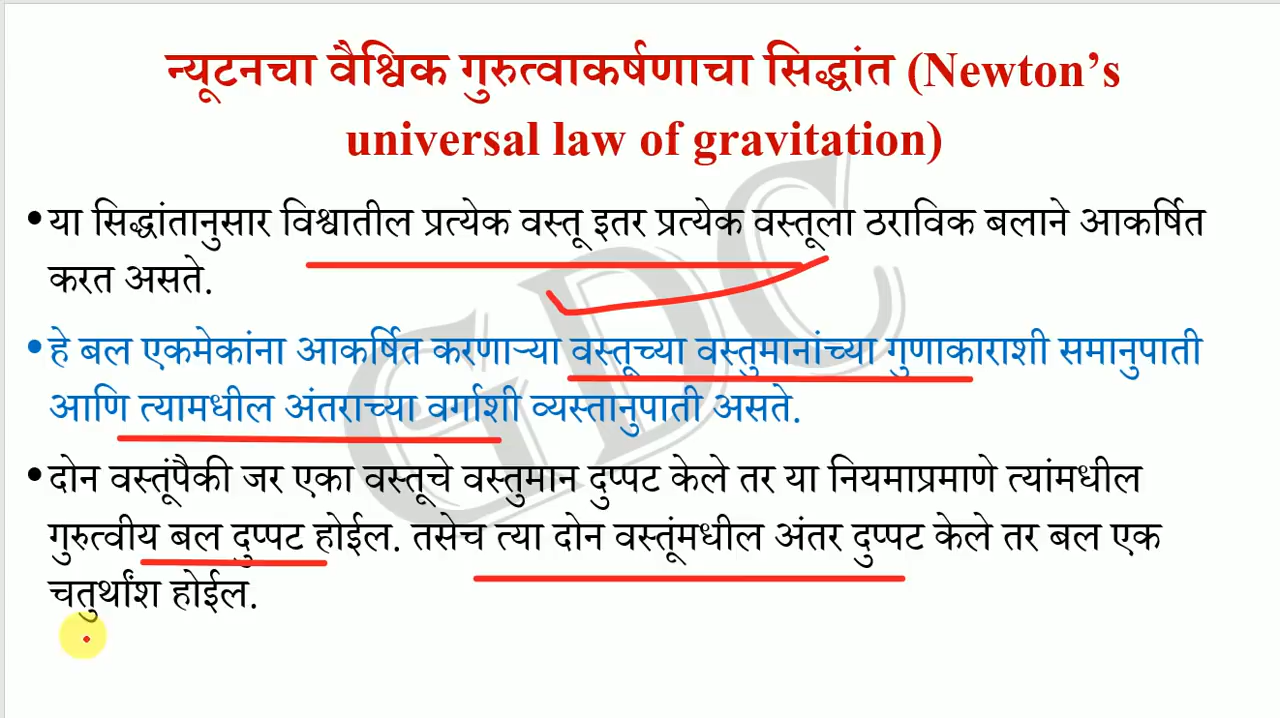 न्यूटनचा वैश्विक गुरुत्वाकर्षणाचा सिद्धांत (Newton’s
universal law of gravitation)
• या सिद्धांतानुसार विश्वातील प्रत्येक वस्तू इतर प्रत्येक वस्तूला ठराविक बलाने आकर्षित
करत असते.
• हे बल एकमेकांना आकर्षित करणाऱ्या वस्तूच्या वस्तुमानांच्या गुणाकाराशी समानुपाती
आणि त्यामधील अंतराच्या वर्गाशी व्यस्तानुपाती असते.
• दोन वस्तूंपैकी जर एका वस्तूचे वस्तुमान दुप्पट केले तर या नियमाप्रमाणे त्यांमधील
गुरुत्वीय बल दुप्पट होईल. तसेच त्या दोन वस्तूंमधील अंतर दुप्पट केले तर बल एक
चतुर्थांश होईल.
GDC